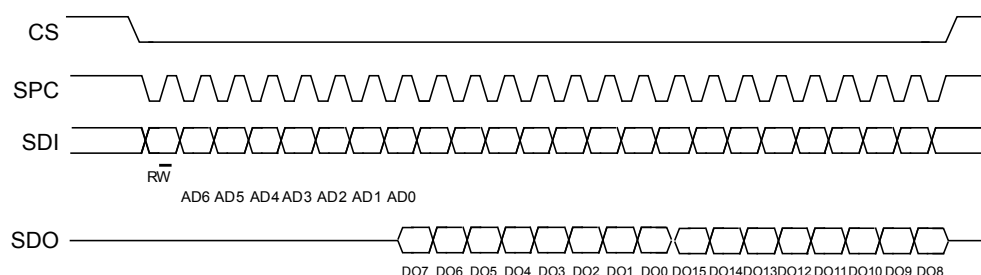 CS
SPC
SDI
RW
AD6 AD5 AD4 AD3 AD2 AD1 AD0
SDO
DO7 DO6 DO5 DO4 DO3 DO2 DO1 DO0 DO15 DO14 DO13 DO12 DO11 DO10 DO9 DO8